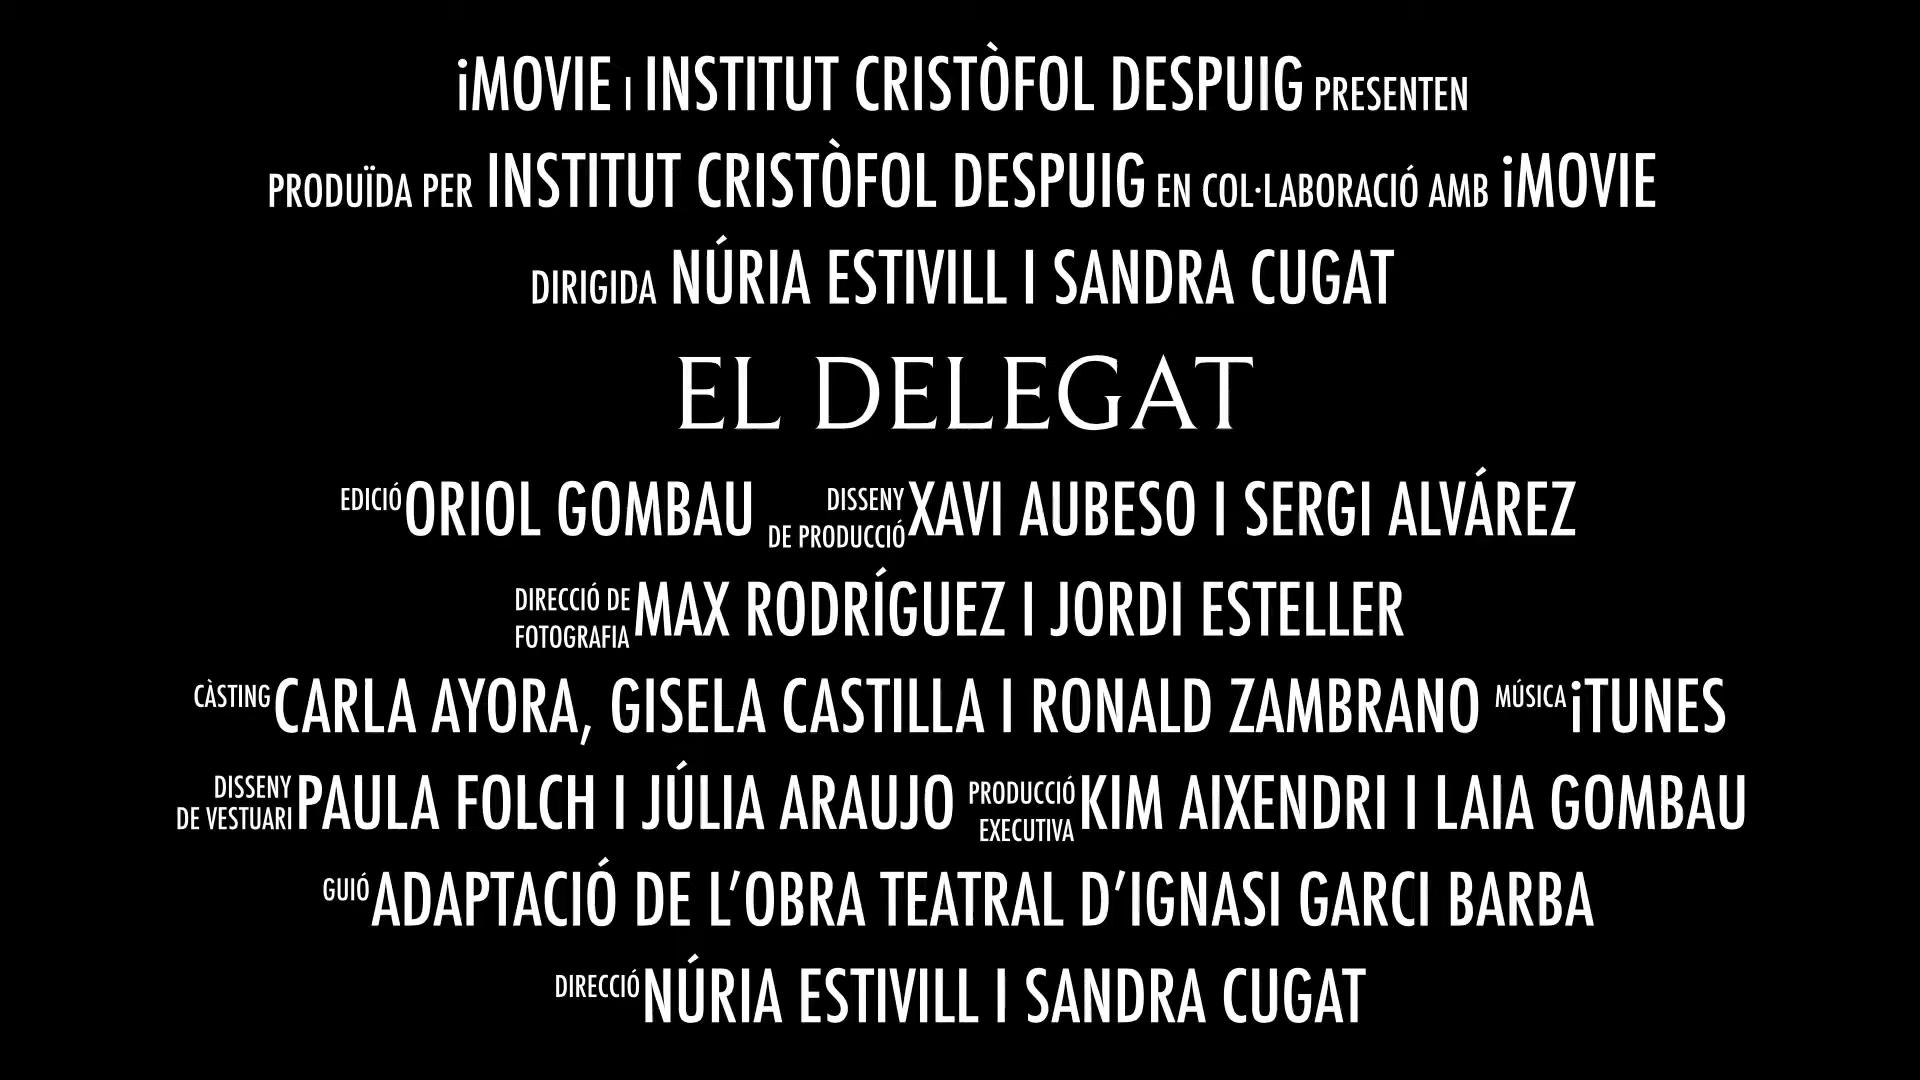 iMOVIE I INSTITUT CRISTÒFOL DESPUIG PRESENTEN
PRODUÏDA PER INSTITUT CRISTÒFOL DESPUIG EN COL·LABORACIÓ AMB iMOVIE
DIRIGIDA NÚRIA ESTIVILL I SANDRA CUGAT
EL DELEGAT
EDICIÓ ORIOL GOMBAU DISSENY DE PRODUCCIÓ XAVI AUBESO I SERGI ALVÁREZ
DIRECCIÓ DE FOTOGRAFIA MAX RODRÍGUEZ I JORDI ESTELLER
CÀSTING CARLA AYORA, GISELA CASTILLA I RONALD ZAMBRANO MÚSICA iTUNES
DISSENY DE VESTUARI PAULA FOLCH I JÚLIA ARAUJO PRODUCCIÓ EXECUTIVA KIM AIXENDRI I LAIA GOMBAU
GUIÓ ADAPTACIÓ DE L’OBRA TEATRAL D’IGNASI GARCI BARBA
DIRECCIÓ NÚRIA ESTIVILL I SANDRA CUGAT